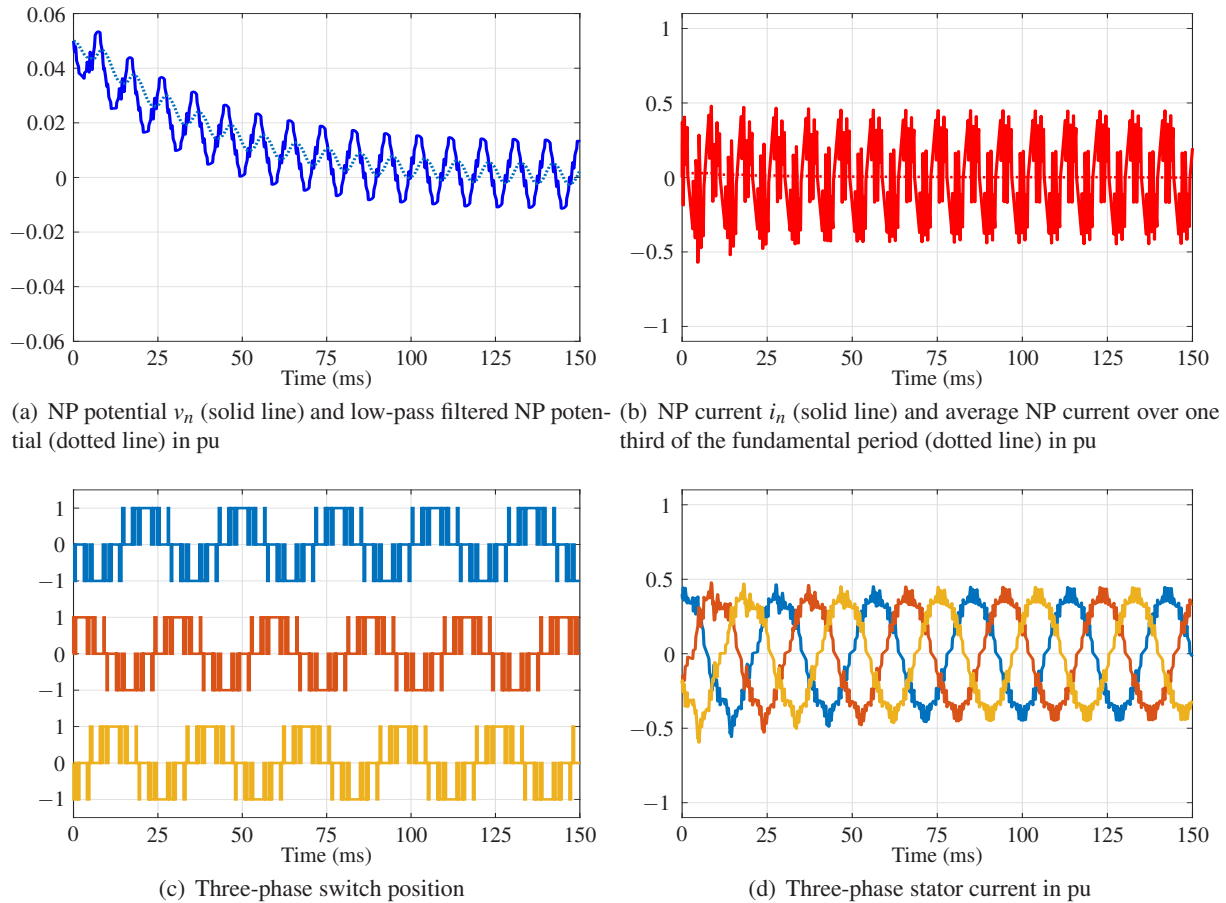 0.06
0.04
0.02
0
−0.02
−0.04
−0.06
0 25 50 75 100 125 150
Time (ms)
(a) NP potential vn (solid line) and low-pass filtered NP poten-
tial (dotted line) in pu
1
0.5
0
−0.5
−1
0 25 50 75 100 125 150
Time (ms)
(b) NP current in (solid line) and average NP current over one
third of the fundamental period (dotted line) in pu
1
0
−1
1
0
−1
1
0
−1
0 25 50 75 100 125 150
Time (ms)
(c) Three-phase switch position
1
0.5
0
−0.5
−1
0 25 50 75 100 125 150
Time (ms)
(d) Three-phase stator current in pu